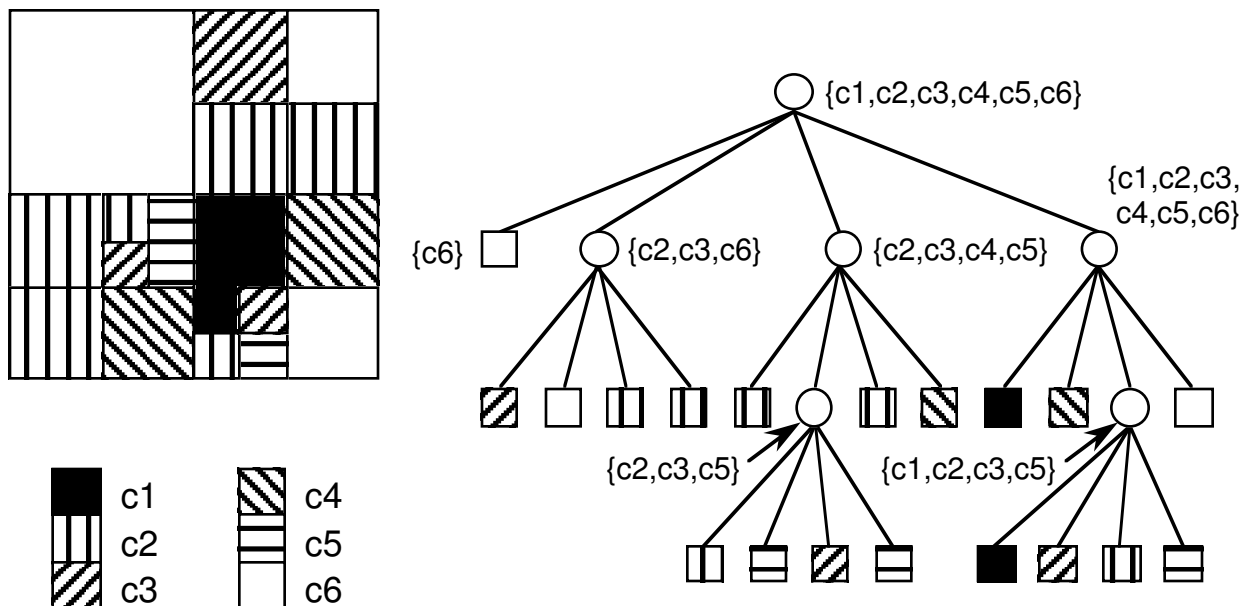 {c1,c2,c3,c4,c5,c6}
{c1,c2,c3,
c4,c5,c6}
{c6}
{c2,c3,c6}
{c2,c3,c4,c5}
{c2,c3,c5}
{c1,c2,c3,c5}
c1
c4
c2
c5
c3
c6